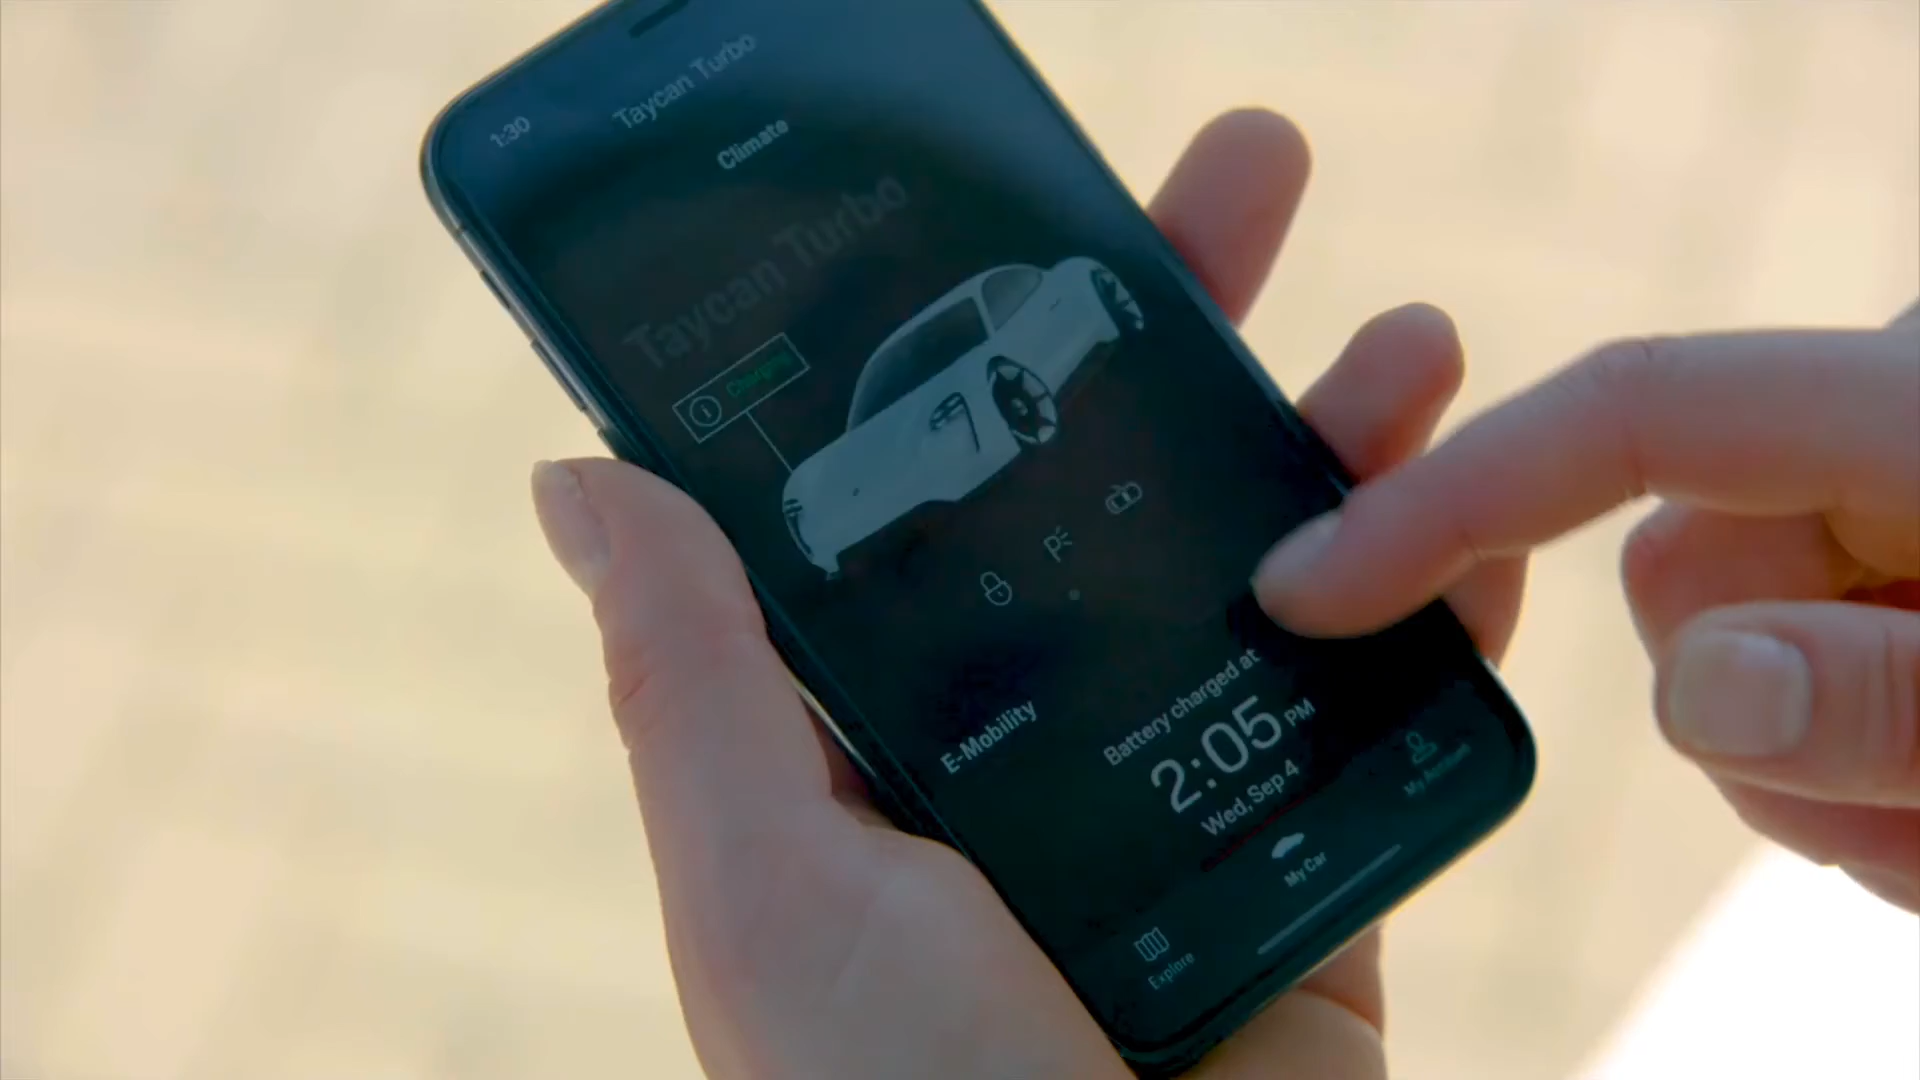 1:30
Taycan Turbo
Climate
Taycan Turbo
Charging
E-Mobility
Battery charged at
2:05 PM
Wed, Sep 4
Explore
My Car
My Account